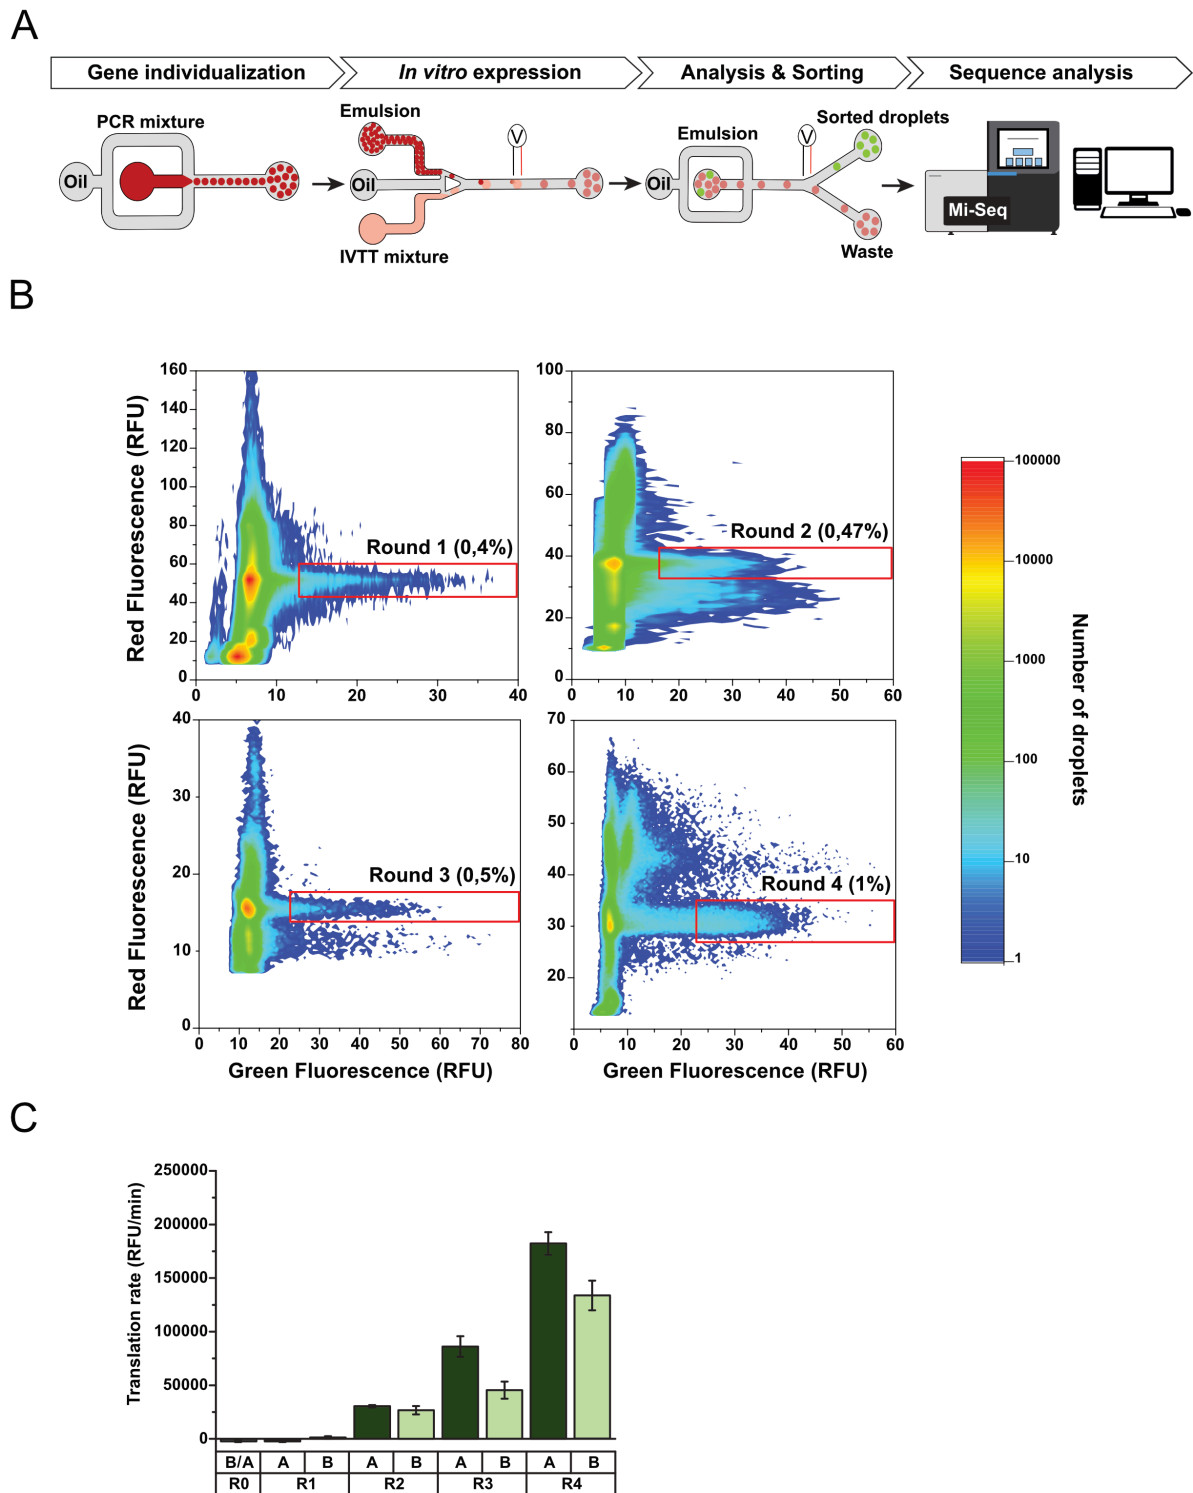 A
Gene individualization
In vitro expression
Analysis & Sorting
Sequence analysis
PCR mixture
Oil
Emulsion
Oil
IVTT mixture
V
Emulsion
Oil
V
Sorted droplets
Waste
Mi-Seq
B
Red Fluorescence (RFU)
160
140
120
100
80
60
40
20
0
0
10
20
30
40
Round 1 (0,4%)
100
80
60
40
20
0
0
10
20
30
40
50
60
Round 2 (0,47%)
Red Fluorescence (RFU)
40
30
20
10
0
0
10
20
30
40
50
60
70
80
Round 3 (0,5%)
Green Fluorescence (RFU)
70
60
50
40
30
20
0
10
20
30
40
50
60
Round 4 (1%)
Green Fluorescence (RFU)
100000
10000
1000
100
10
1
Number of droplets
C
Translation rate (RFU/min)
250000
200000
150000
100000
50000
0
B/A A B A B A B A B
R0 R1 R2 R3 R4